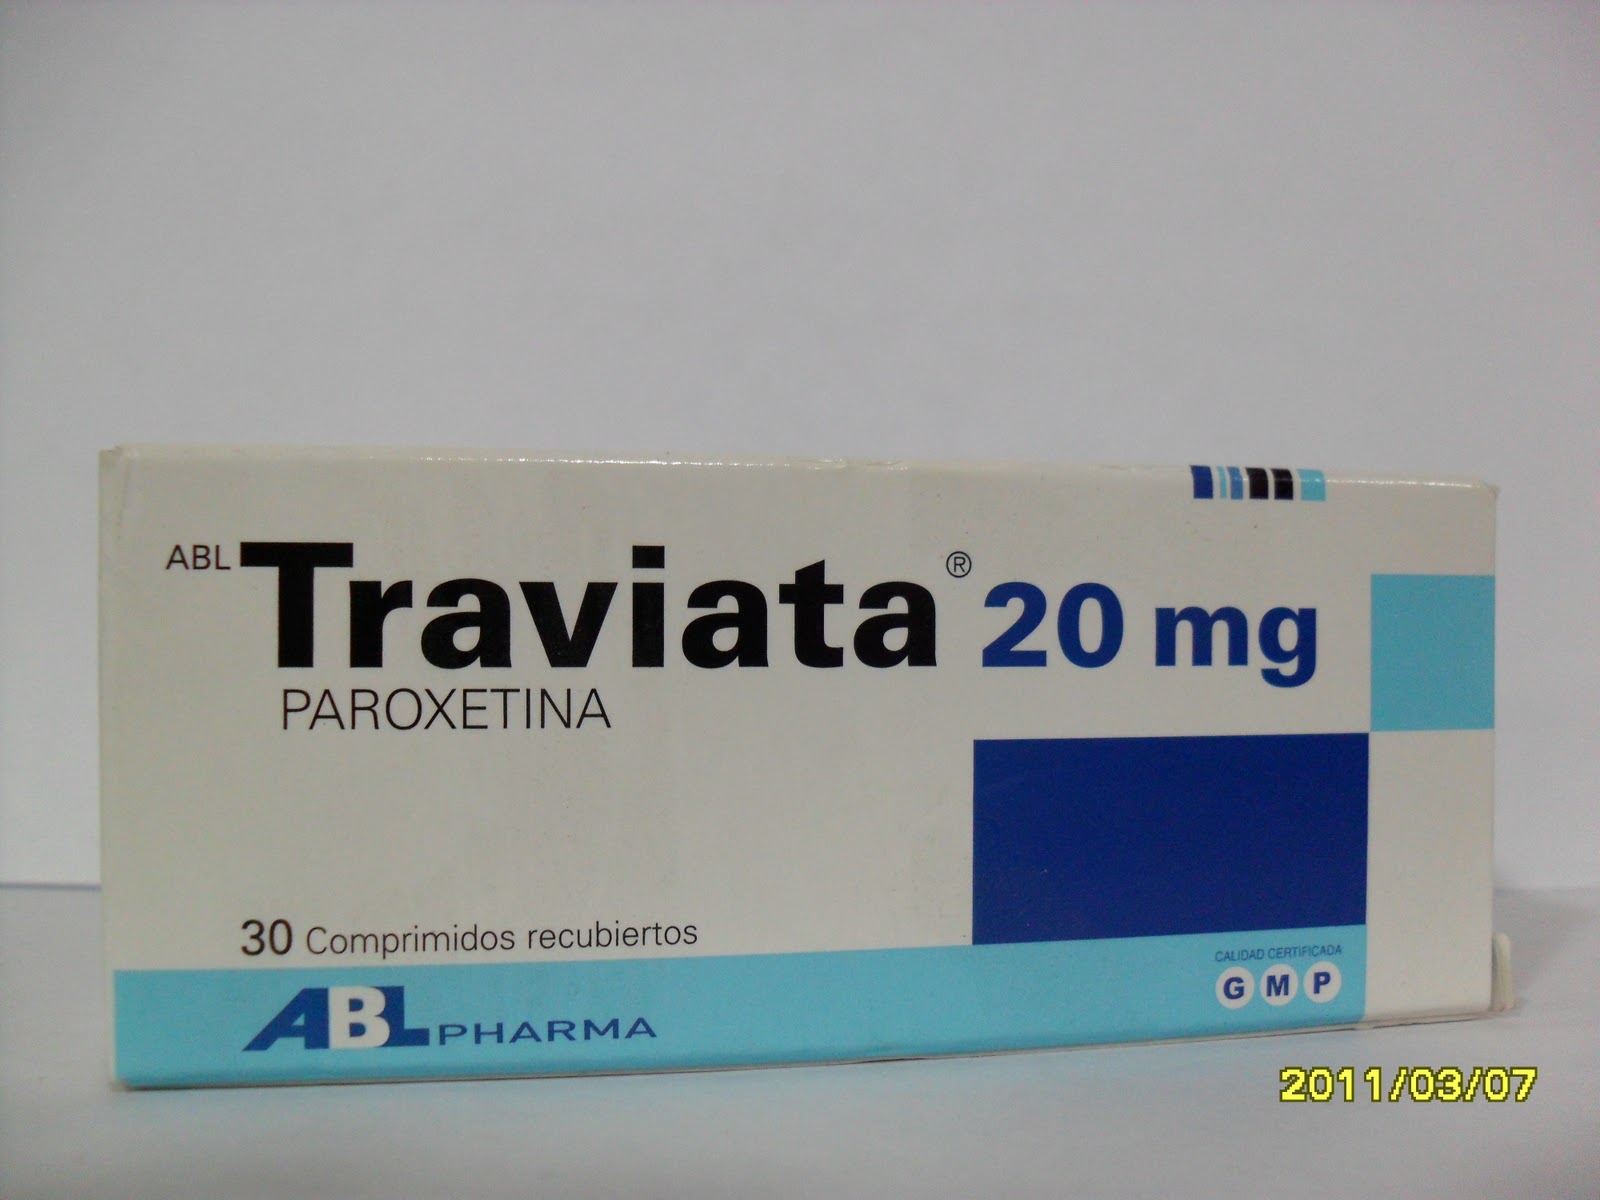 ABL Traviata® 20 mg
PAROXETINA
30 Comprimidos recubiertos
CALIDAD CERTIFICADA
G M P
ABL PHARMA
2011/03/07